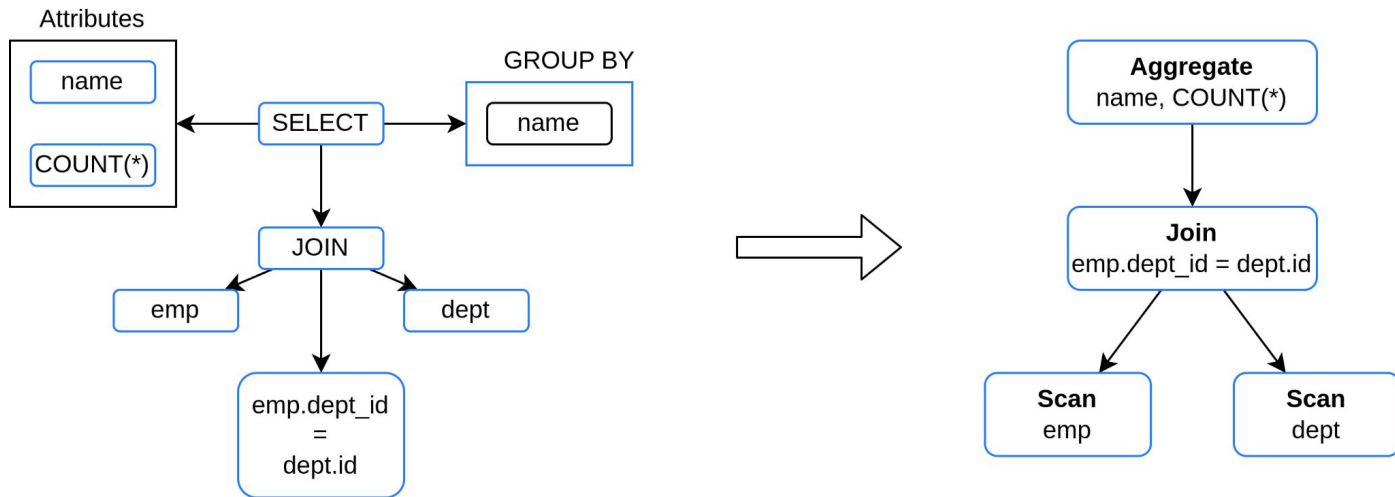 Attributes
name
COUNT(*)
SELECT
GROUP BY
name
JOIN
emp
dept
emp.dept_id
=
dept.id
Aggregate
name, COUNT(*)
Join
emp.dept_id = dept.id
Scan
emp
Scan
dept